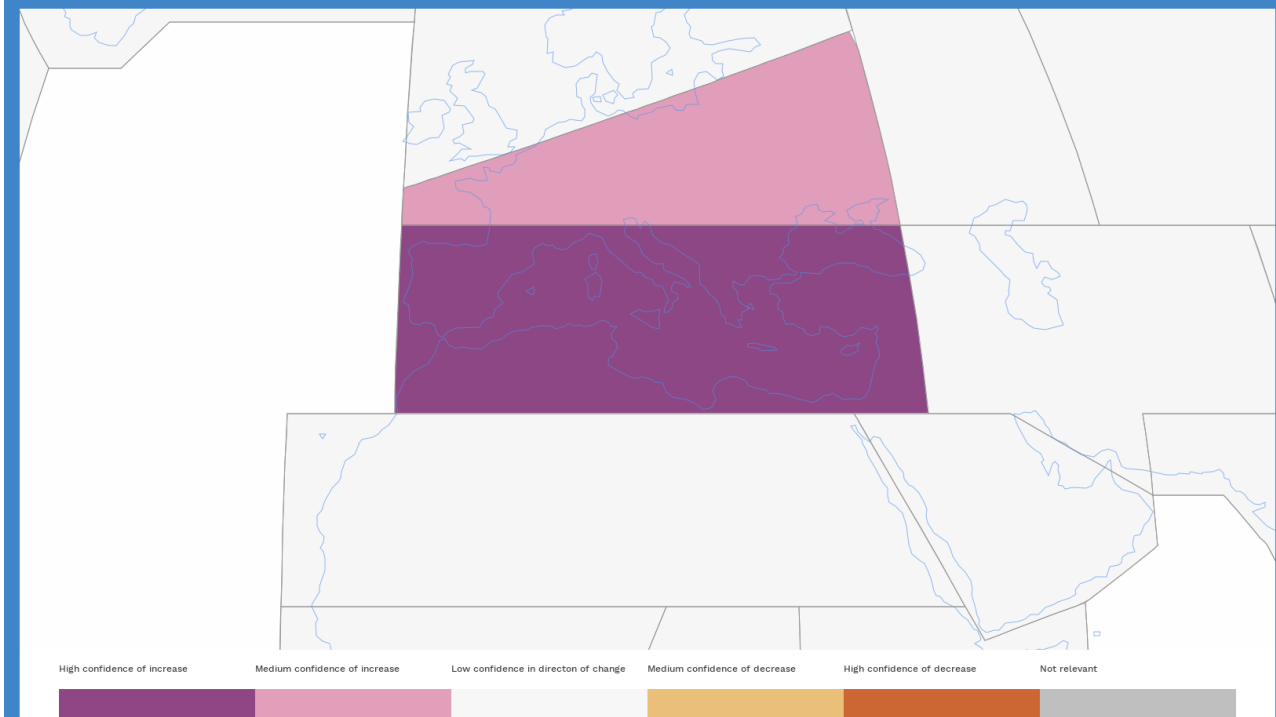 High confidence of increase
Medium confidence of increase
Low confidence in directon of change
Medium confidence of decrease
High confidence of decrease
Not relevant